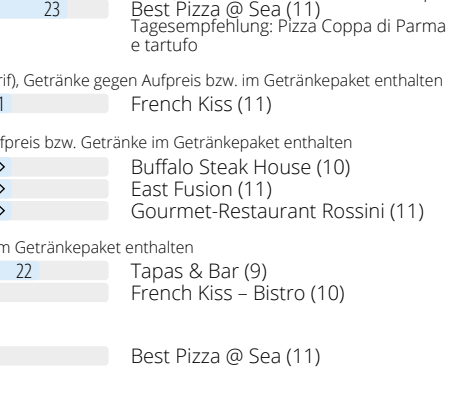 23 Best Pizza @ Sea (11)
Tagesempfehlung: Pizza Coppa di Parma
e tartufo
Getränke gegen Aufpreis bzw. im Getränkepaket enthalten
French Kiss (11)
bzw. Getränke im Getränkepaket enthalten
Buffalo Steak House (10)
East Fusion (11)
Gourmet-Restaurant Rossini (11)
Getränkepaket enthalten
22 Tapas & Bar (9)
French Kiss – Bistro (10)
Best Pizza @ Sea (11)